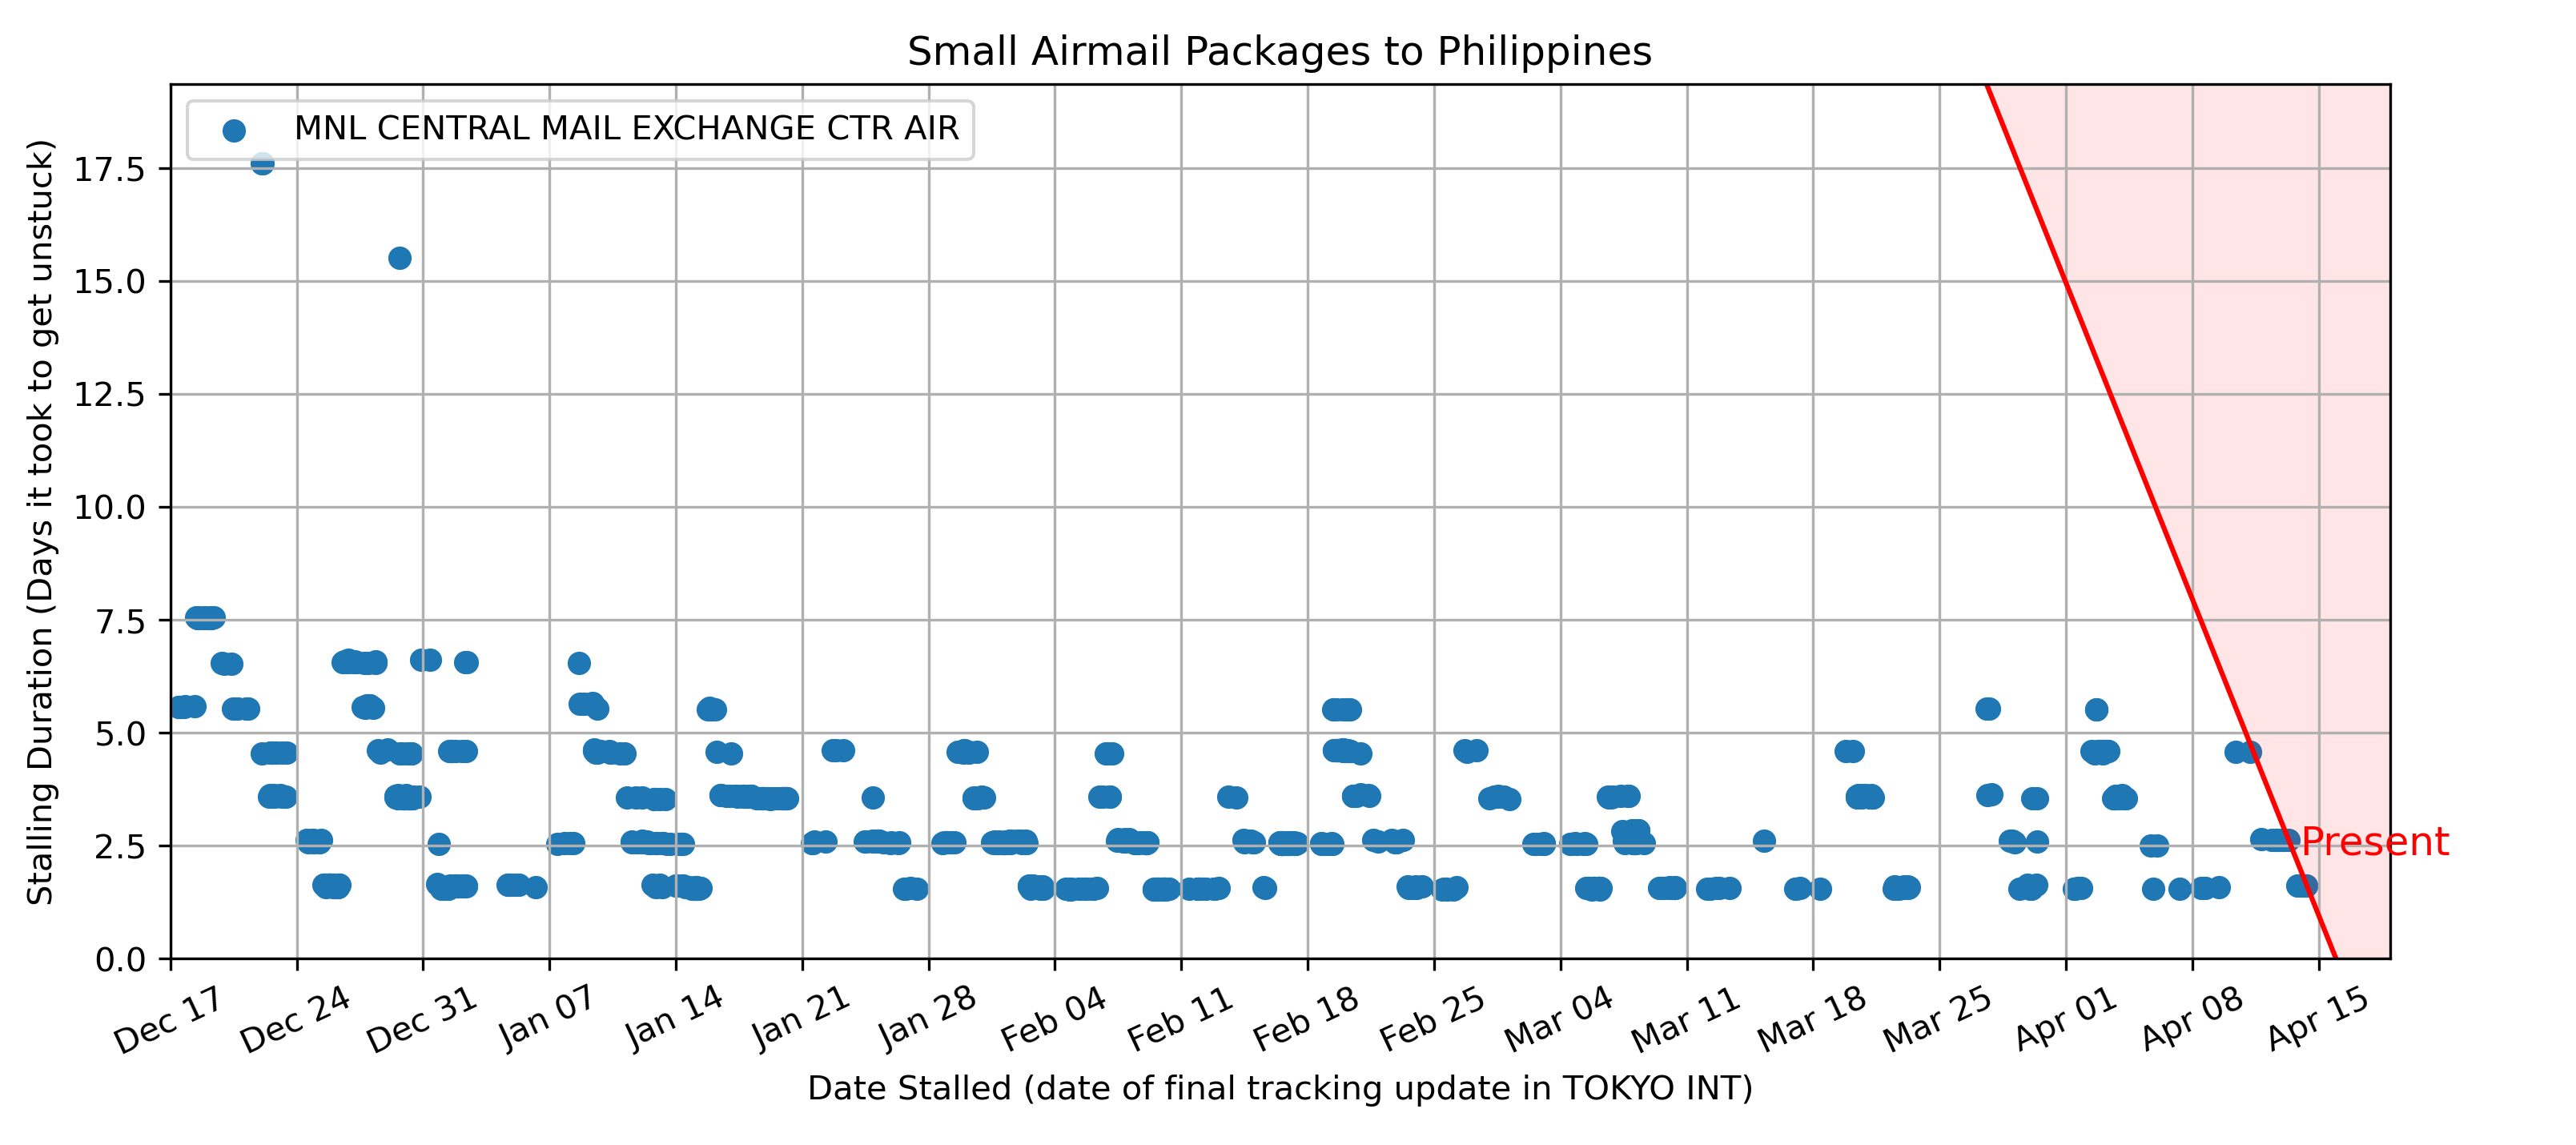 Small Airmail Packages to Philippines
MNL CENTRAL MAIL EXCHANGE CTR AIR
Stalling Duration (Days it took to get unstuck)
17.5
15.0
12.5
10.0
7.5
5.0
2.5
0.0
Present
Dec 17
Dec 24
Dec 31
Jan 07
Jan 14
Jan 21
Jan 28
Feb 04
Feb 11
Feb 18
Feb 25
Mar 04
Mar 11
Mar 18
Mar 25
Apr 01
Apr 08
Apr 15
Date Stalled (date of final tracking update in TOKYO INT)